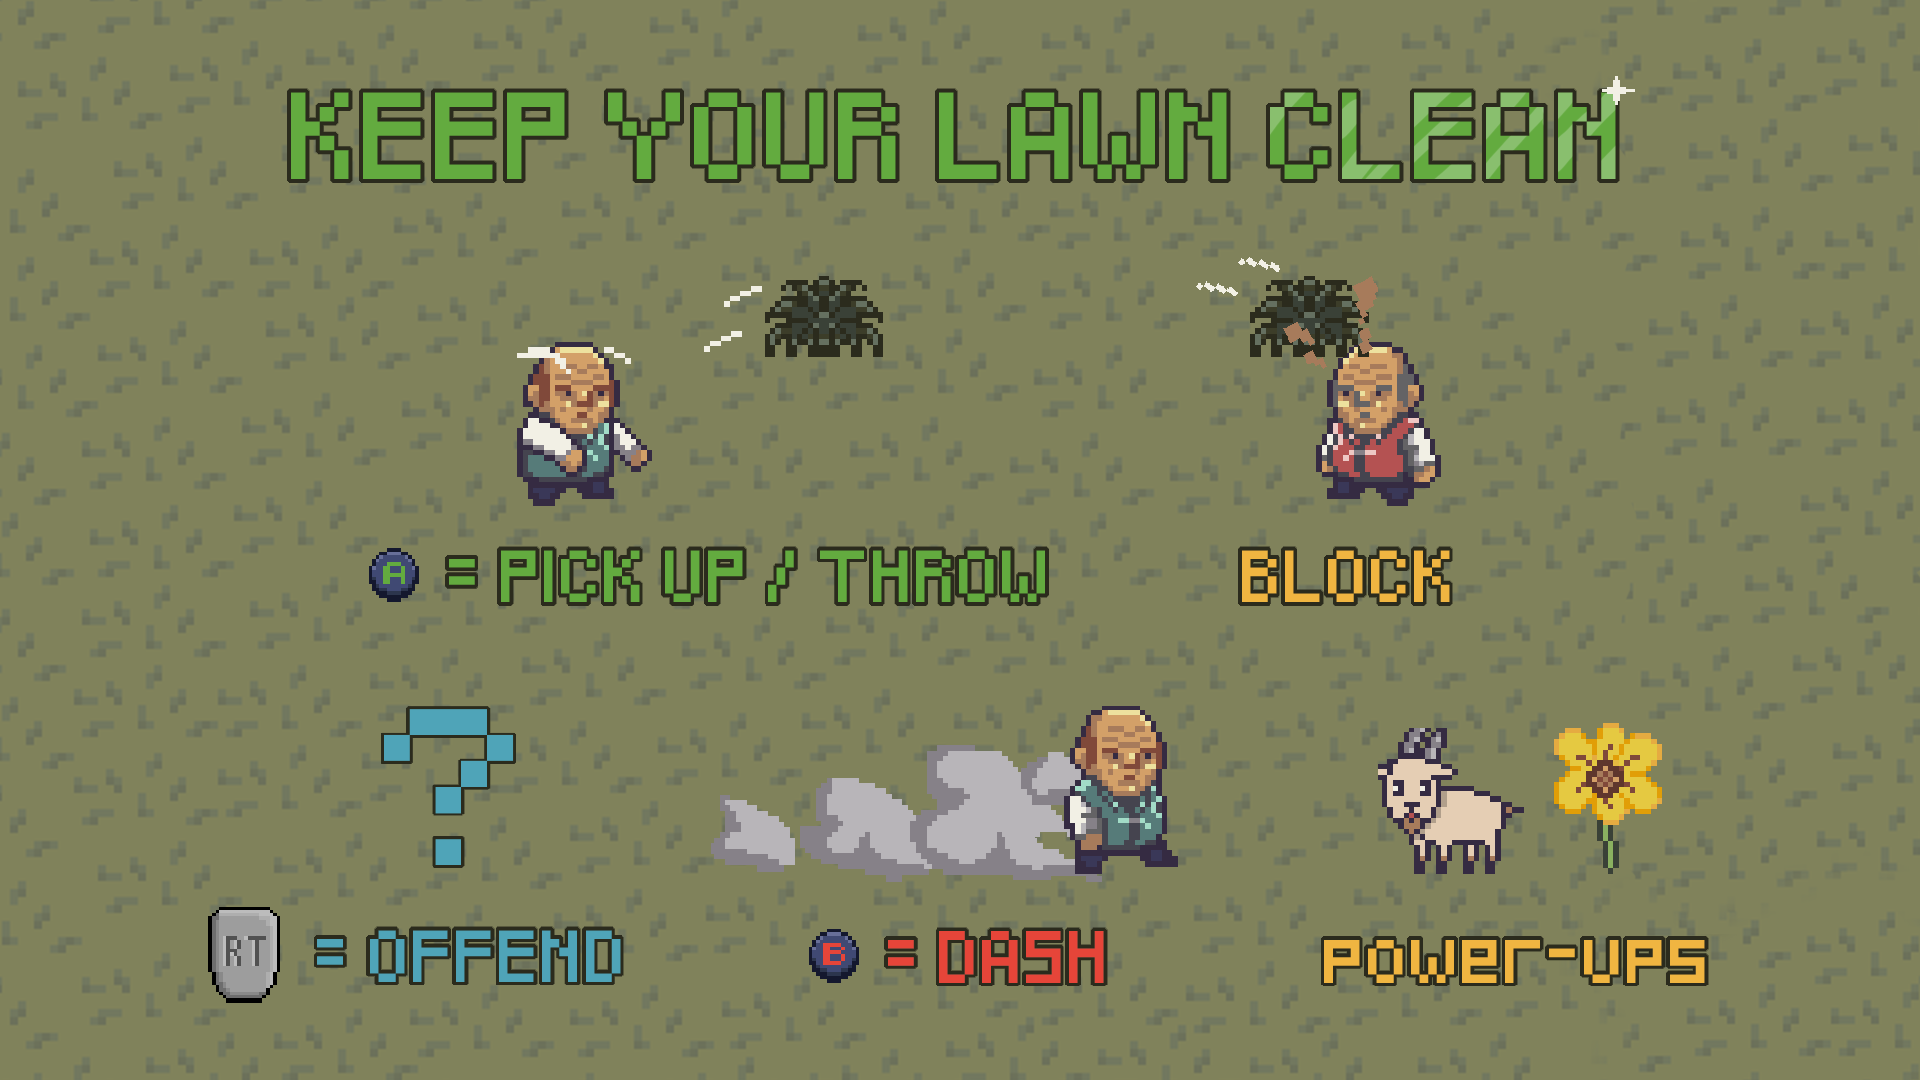 KEEP YOUR LAWN CLEAN
A = PICK UP / THROW
BLOCK
RT = OFFEND
B = DASH
POWER-UPS